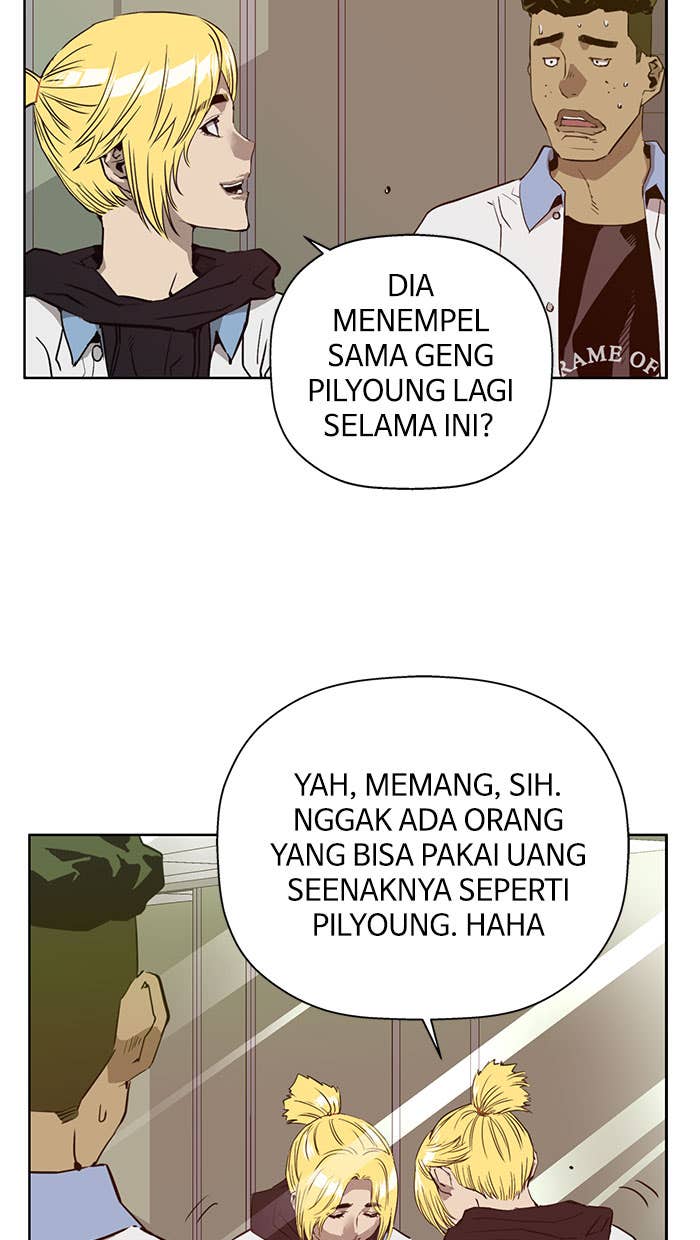 DIA
MENEMPEL
SAMA GENG
PILYOUNG LAGI
SELAMA INI?
RAME OF
YAH, MEMANG, SIH.
NGGAK ADA ORANG
YANG BISA PAKAI UANG
SEENAKNYA SEPERTI
PILYOUNG. HAHA